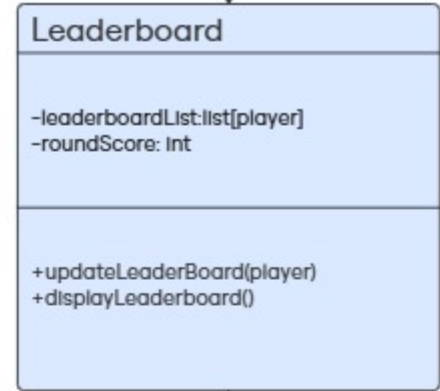 Leaderboard
-leaderboardList:list[player]
-roundScore: int
+updateLeaderBoard(player)
+displayLeaderboard()